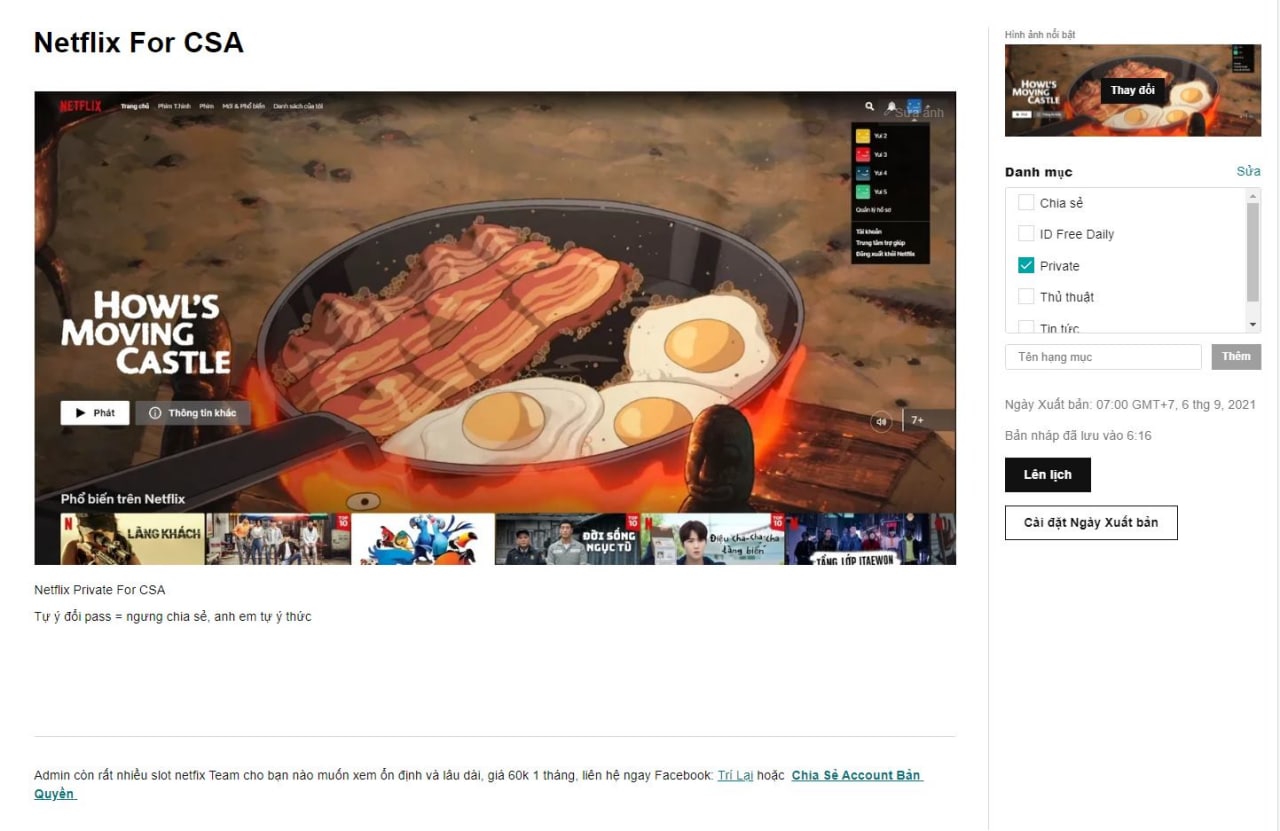 Netflix For CSA
NETFLIX Trang chủ Phim T.hình Phim Mới & Phổ biến Danh sách của tôi
Sửa ảnh
Yui 2
Yui 3
Yui 4
Yui 5
Quản lý hồ sơ
Tài khoản
Trung tâm trợ giúp
Đăng xuất khỏi Netflix
HOWL'S
MOVING
CASTLE
Phát Thông tin khác
7+
Phổ biến trên Netflix
N LÃNG KHÁCH
TOP 10
TOP 10
ĐỜI SỐNG
NGỤC TÙ
N
TOP 10
Điệu cha-cha-cha
làng biển
N
TẦNG LỚP ITAEWON
Netflix Private For CSA
Tự ý đổi pass = ngưng chia sẻ, anh em tự ý thức
Admin còn rất nhiều slot netfix Team cho bạn nào muốn xem ổn định và lâu dài, giá 60k 1 tháng, liên hệ ngay Facebook: Trí Lại hoặc Chia Sẻ Account Bản
Quyền
Hình ảnh nổi bật
HOWL'S
MOVING
CASTLE
Thay đổi
Danh mục Sửa
Chia sẻ
ID Free Daily
Private
Thủ thuật
Tin tức
Tên hạng mục Thêm
Ngày Xuất bản: 07:00 GMT+7, 6 thg 9, 2021
Bản nháp đã lưu vào 6:16
Lên lịch
Cài đặt Ngày Xuất bản